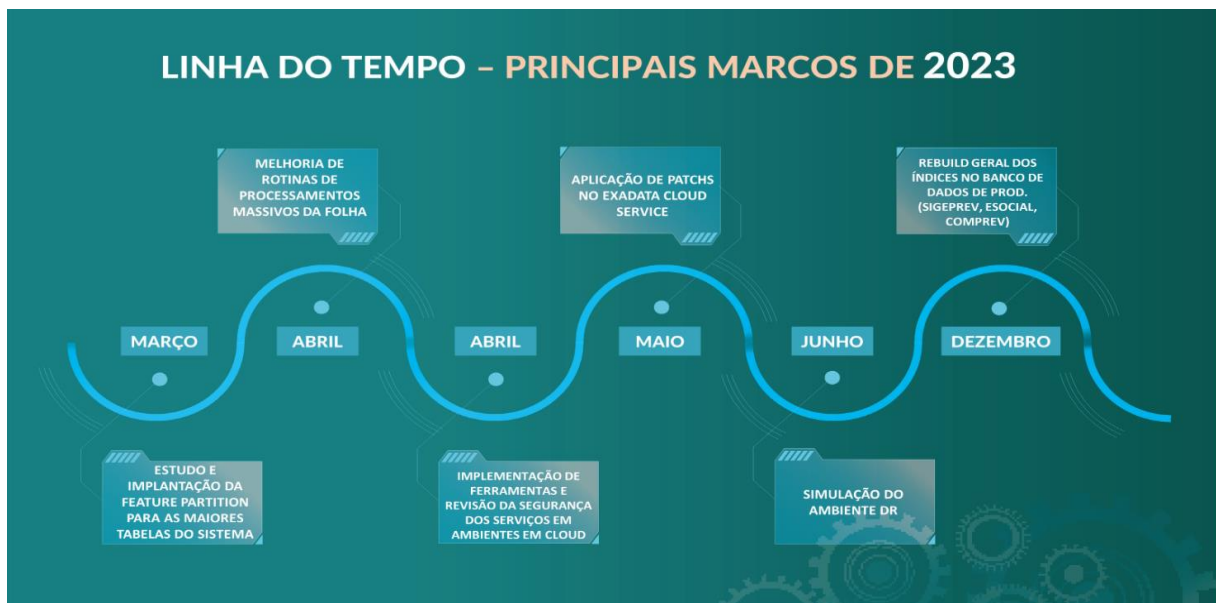 LINHA DO TEMPO – PRINCIPAIS MARCOS DE 2023
MELHORIA DE
ROTINAS DE
PROCESSAMENTOS
MASSIVOS DA FOLHA
APLICAÇÃO DE PATCHS
NO EXADATA CLOUD
SERVICE
REBUILD GERAL DOS
ÍNDICES NO BANCO DE
DADOS DE PROD.
(SIGEPREV, ESOCIAL,
COMPREV)
MARÇO
ABRIL
ABRIL
MAIO
JUNHO
DEZEMBRO
ESTUDO E
IMPLANTAÇÃO DA
FEATURE PARTITION
PARA AS MAIORES
TABELAS DO SISTEMA
IMPLEMENTAÇÃO DE
FERRAMENTAS E
REVISÃO DA SEGURANÇA
DOS SERVIÇOS EM
AMBIENTES EM CLOUD
SIMULAÇÃO DO
AMBIENTE DR